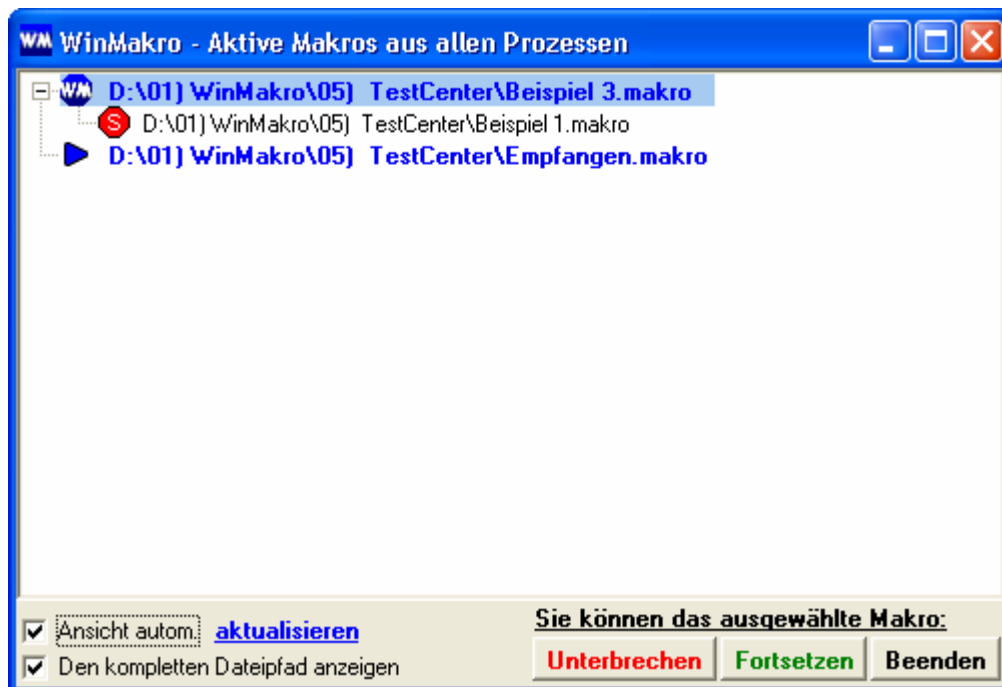 WM WinMakro - Aktive Makros aus allen Prozessen
WM D:\01) WinMakro\05)  TestCenter\Beispiel 3.makro
S D:\01) WinMakro\05)  TestCenter\Beispiel 1.makro
D:\01) WinMakro\05)  TestCenter\Empfangen.makro
Ansicht autom. aktualisieren
Den kompletten Dateipfad anzeigen
Sie können das ausgewählte Makro:
Unterbrechen Fortsetzen Beenden